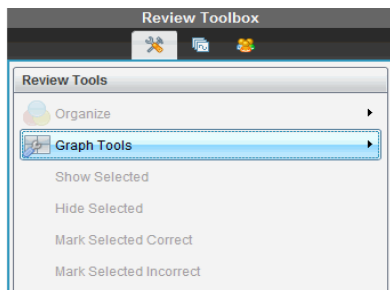 Review Toolbox
Review Tools
Organize
Graph Tools
Show Selected
Hide Selected
Mark Selected Correct
Mark Selected Incorrect